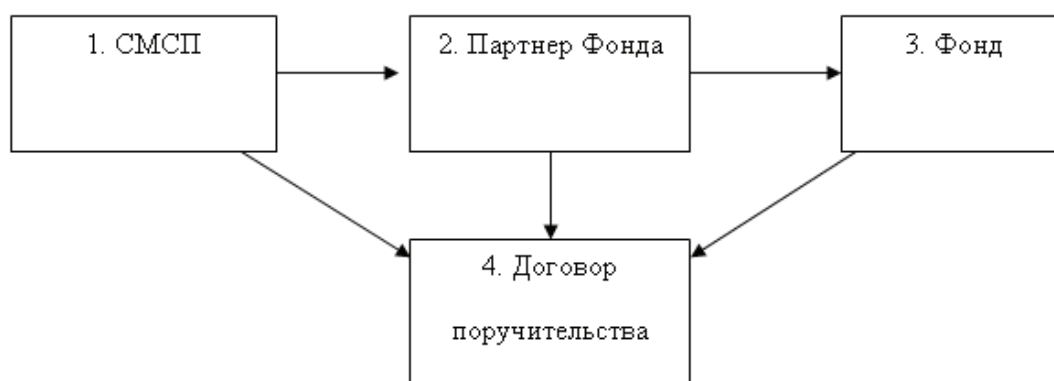 1. СМСП
2. Партнер Фонда
3. Фонд
4. Договор
поручительства